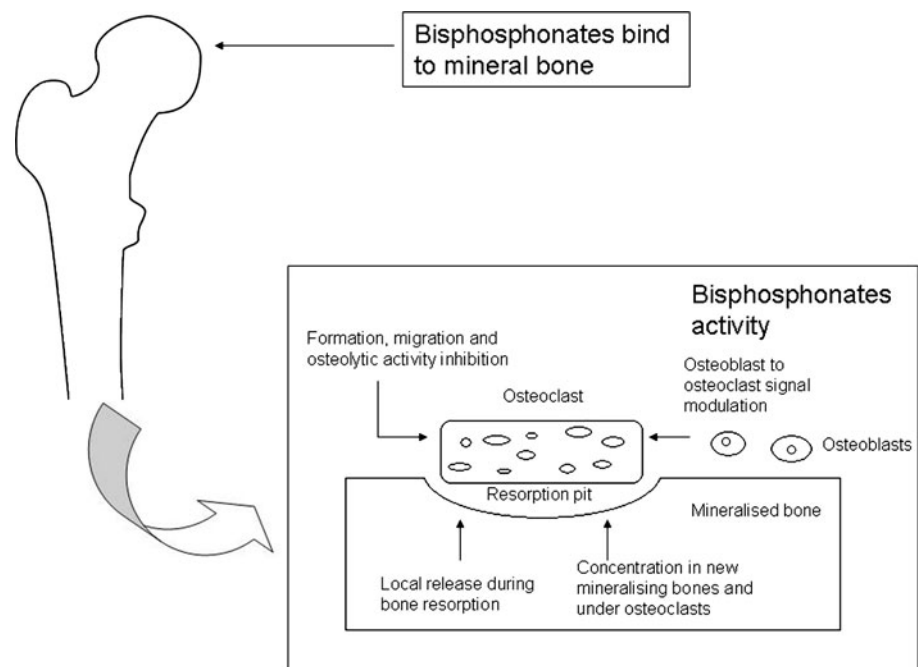 Bisphosphonates bind
to mineral bone
Bisphosphonates
activity
Formation, migration and
osteolytic activity inhibition
Osteoblast to
osteoclast signal
modulation
Osteoclast
Osteoblasts
Resorption pit
Mineralised bone
Local release during
bone resorption
Concentration in new
mineralising bones and
under osteoclasts